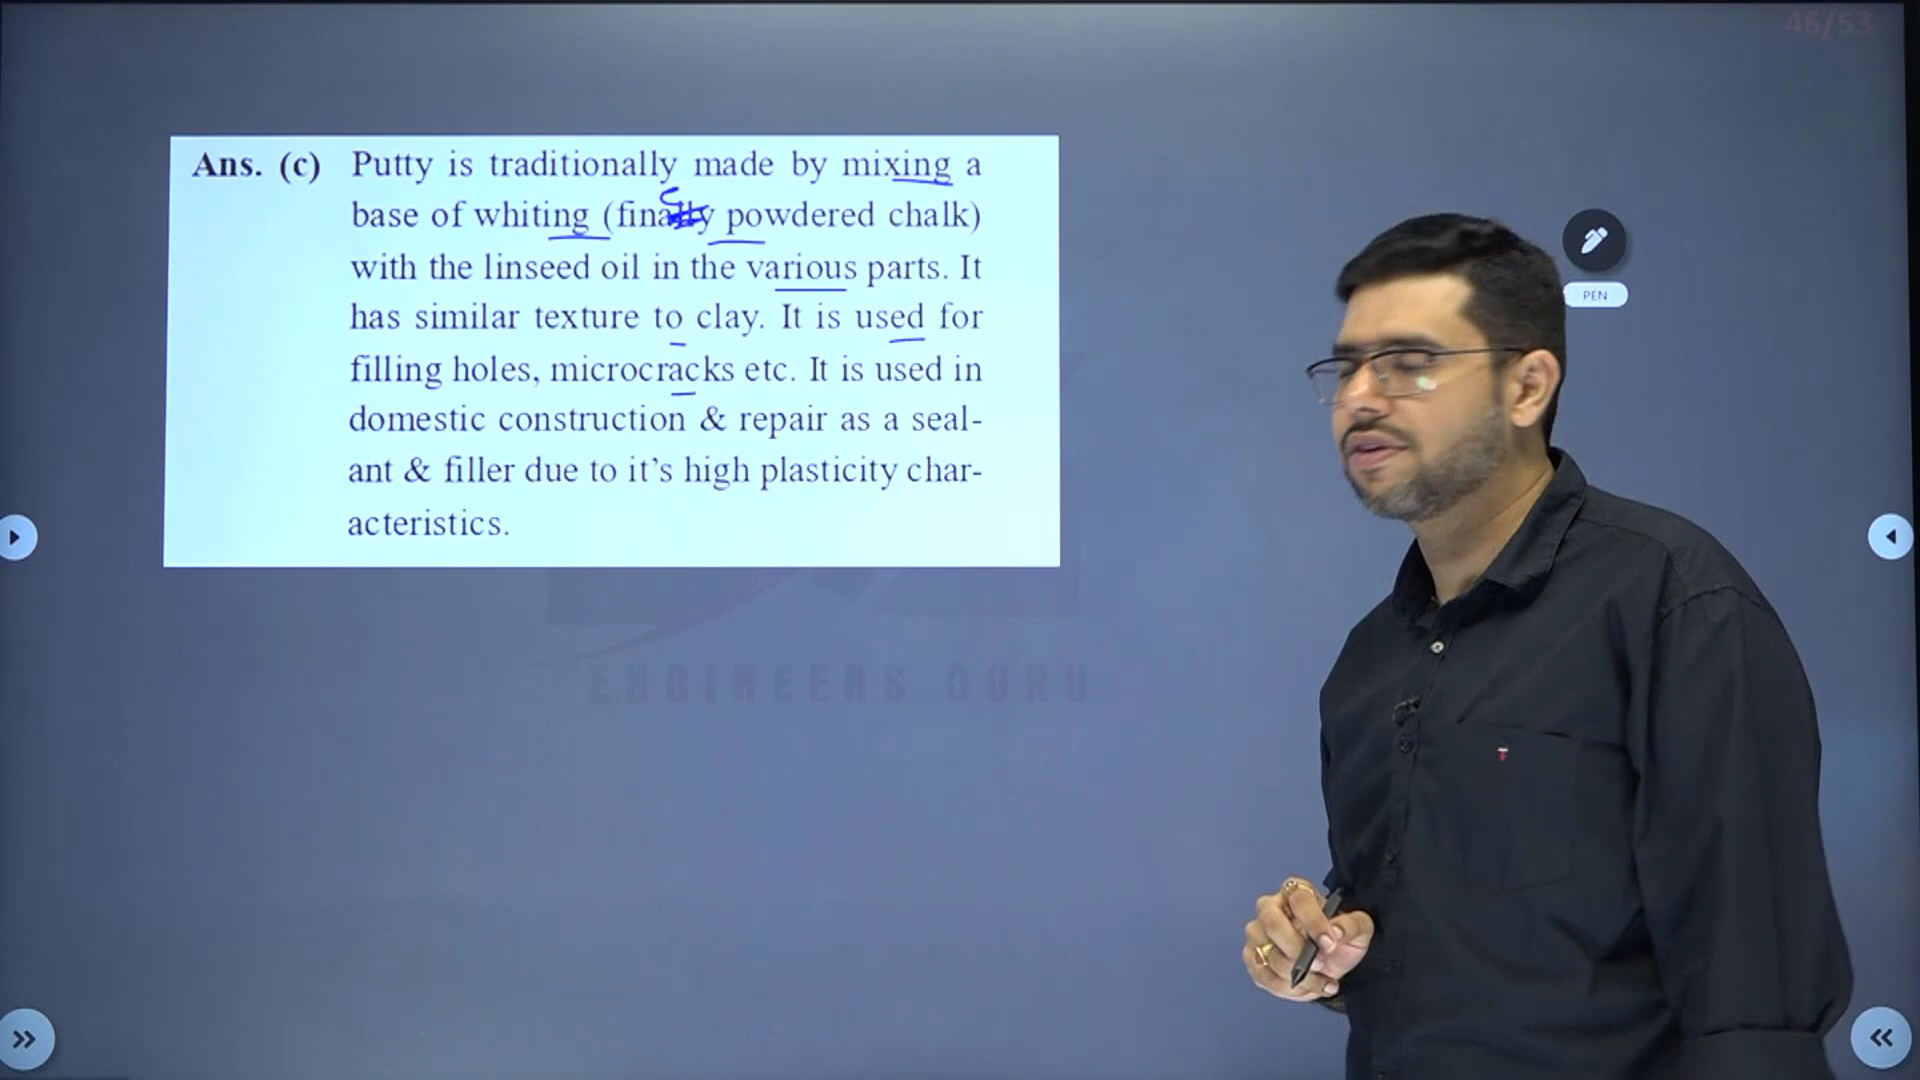 46/53
Ans. (c) Putty is traditionally made by mixing a
base of whiting (finally powdered chalk)
with the linseed oil in the various parts. It
has similar texture to clay. It is used for
filling holes, microcracks etc. It is used in
domestic construction & repair as a seal-
ant & filler due to it’s high plasticity char-
acteristics.
PEN
ENGINEERS GURU